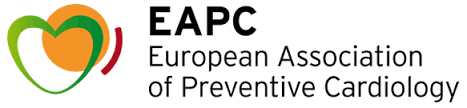 EAPC
European Association
of Preventive Cardiology